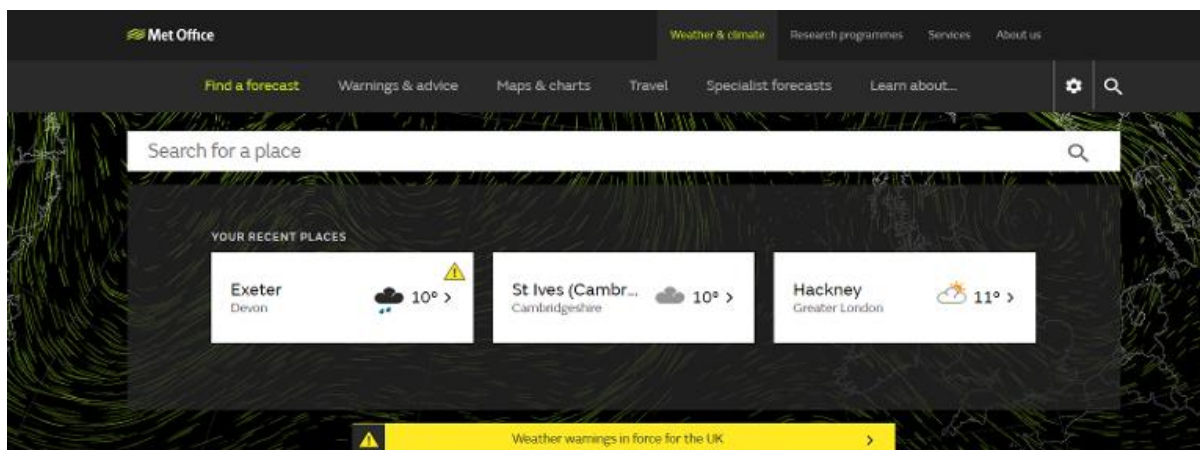 Met Office
Weather & climate Research programmes Services About us
Find a forecast Warnings & advice Maps & charts Travel Specialist forecasts Learn about...
Search for a place
YOUR RECENT PLACES
Exeter
Devon
10° >
St Ives (Cambr...
Cambridgeshire
10° >
Hackney
Greater London
11° >
Weather warnings in force for the UK >